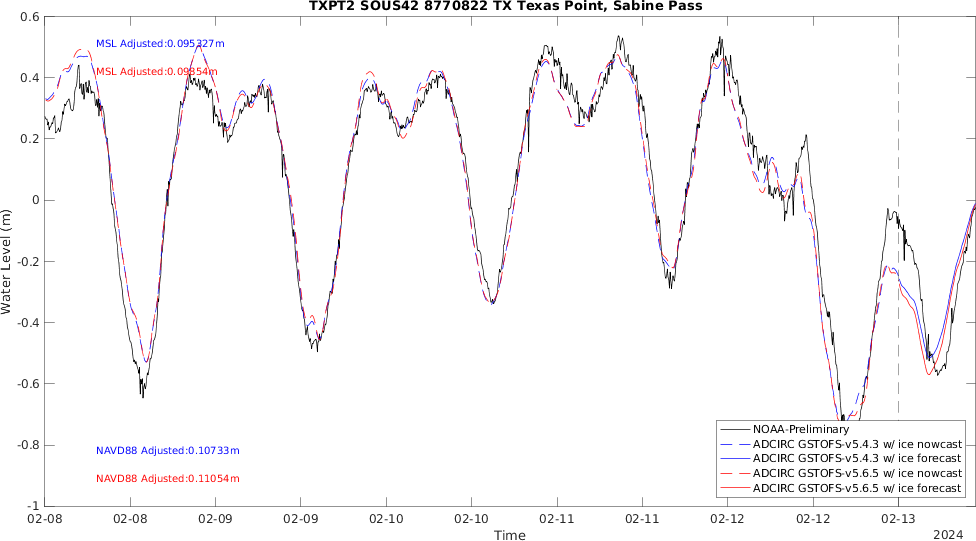 TXPT2 SOUS42 8770822 TX Texas Point, Sabine Pass
0.6
MSL Adjusted:0.095327m
MSL Adjusted:0.09354m
0.4
0.2
0
-0.2
-0.4
-0.6
-0.8
-1
Water Level (m)
NAVD88 Adjusted:0.10733m
NAVD88 Adjusted:0.11054m
NOAA-Preliminary
ADCIRC GSTOFS-v5.4.3 w/ice nowcast
ADCIRC GSTOFS-v5.4.3 w/ice forecast
ADCIRC GSTOFS-v5.6.5 w/ice nowcast
ADCIRC GSTOFS-v5.6.5 w/ice forecast
02-08 02-08 02-09 02-09 02-10 02-10 02-11 02-11 02-12 02-12 02-13
Time
2024